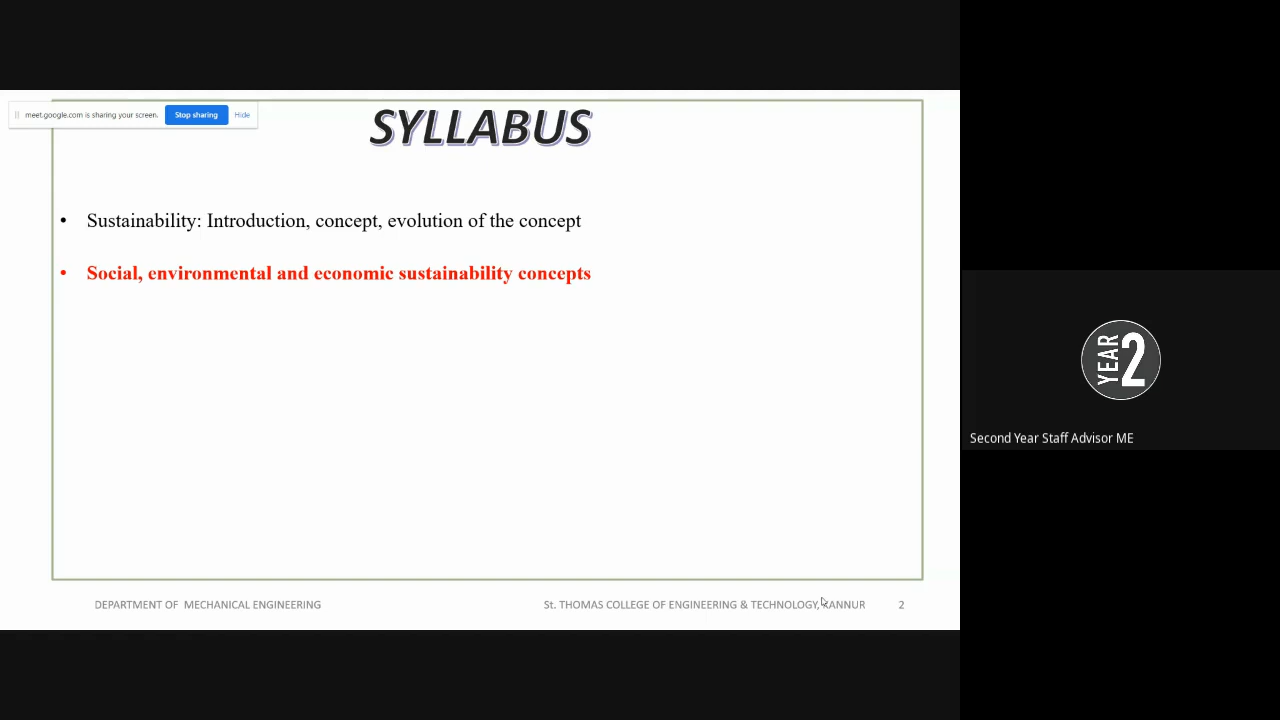 meet.google.com is sharing your screen.
Stop sharing
Hide
SYLLABUS
• Sustainability: Introduction, concept, evolution of the concept
• Social, environmental and economic sustainability concepts
YEAR 2
Second Year Staff Advisor ME
DEPARTMENT OF MECHANICAL ENGINEERING
St. THOMAS COLLEGE OF ENGINEERING & TECHNOLOGY, KANNUR
2